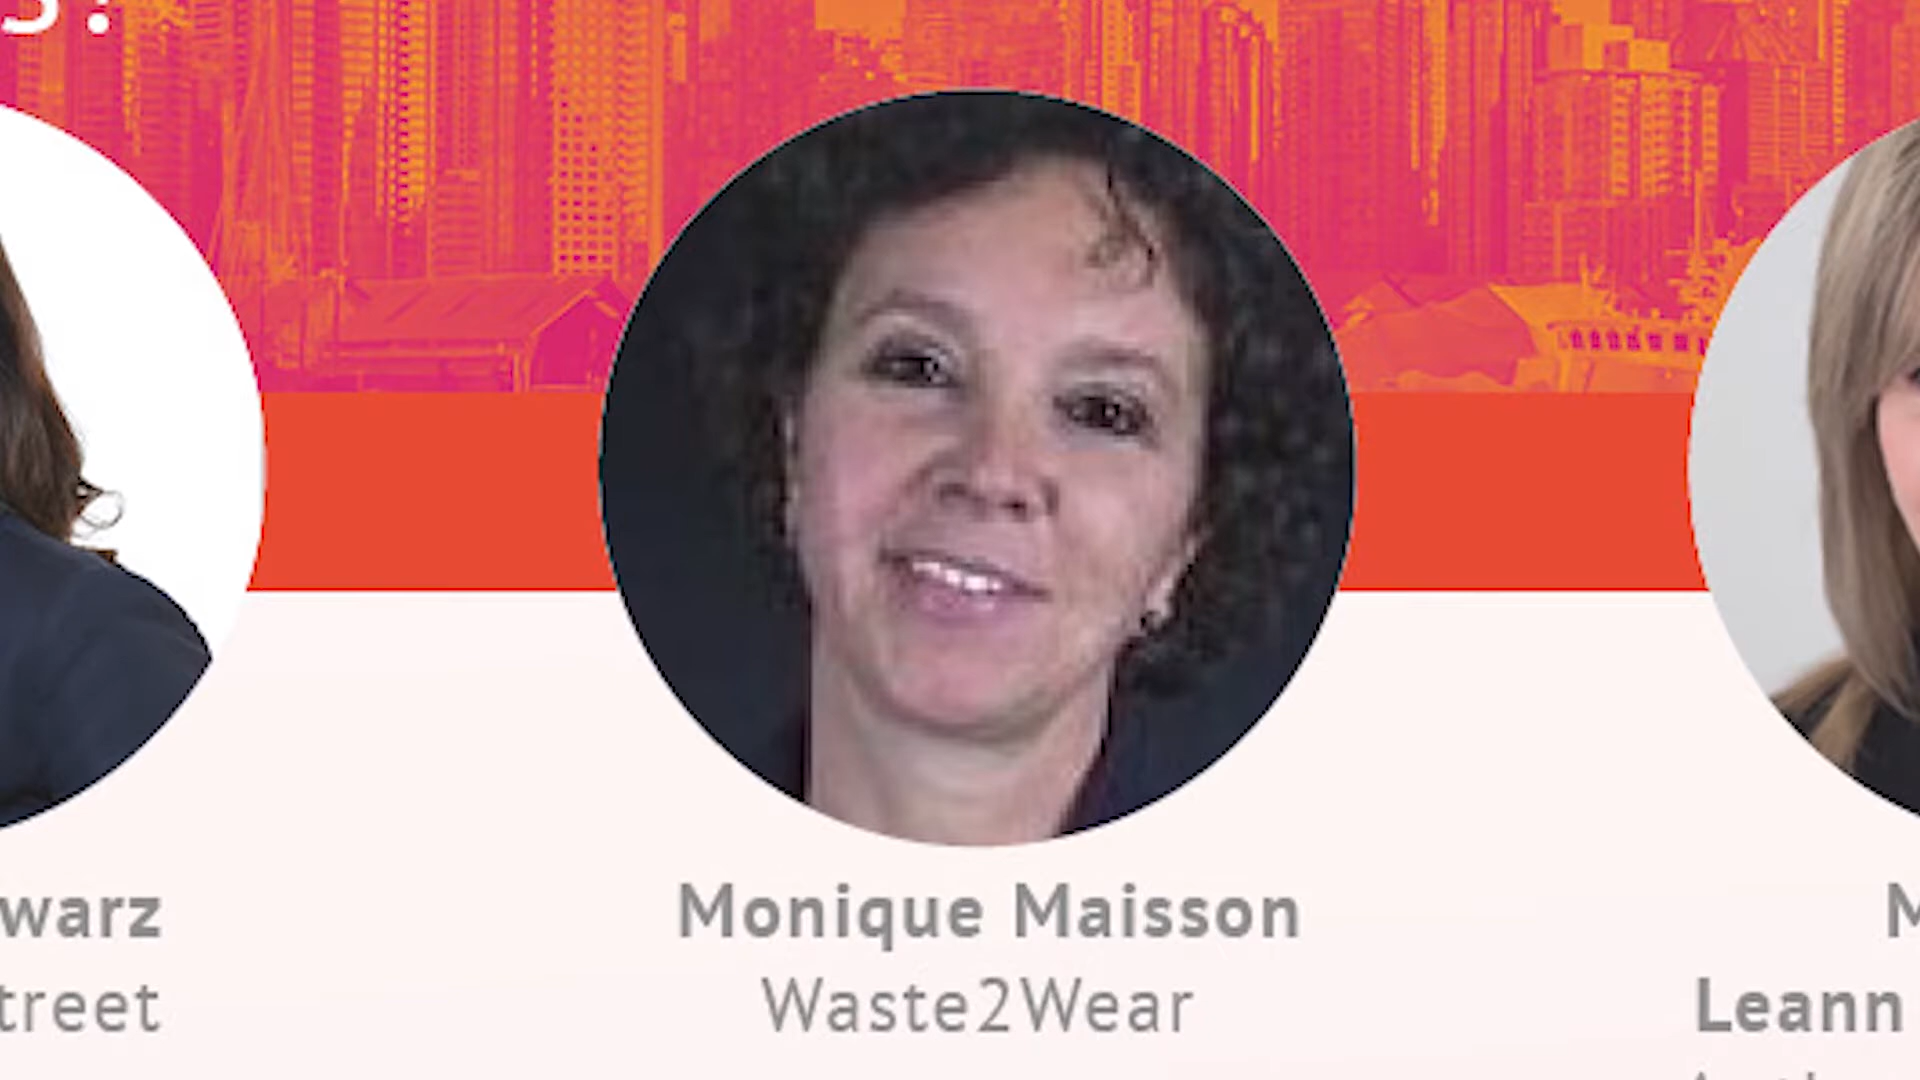 s?
warz
treet
Monique Maisson
Waste2Wear
M
Leann